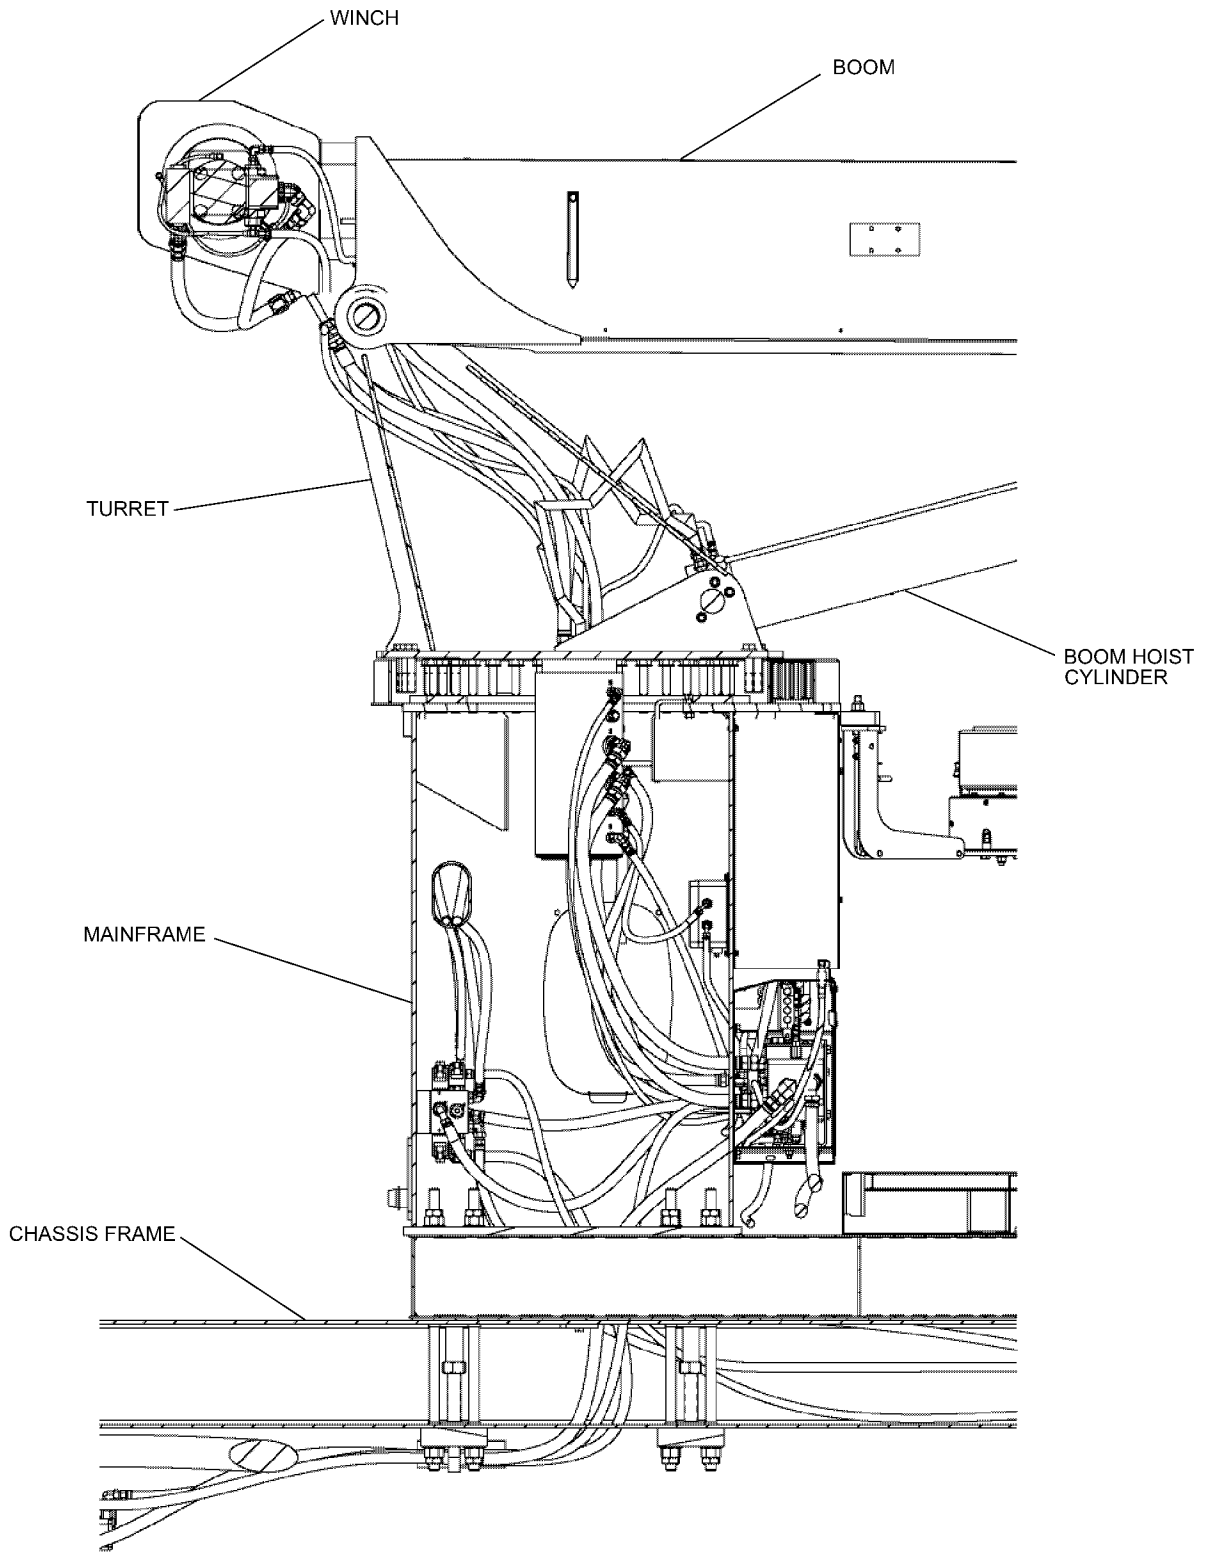 WINCH
BOOM
TURRET
BOOM HOIST
CYLINDER
MAINFRAME
CHASSIS FRAME